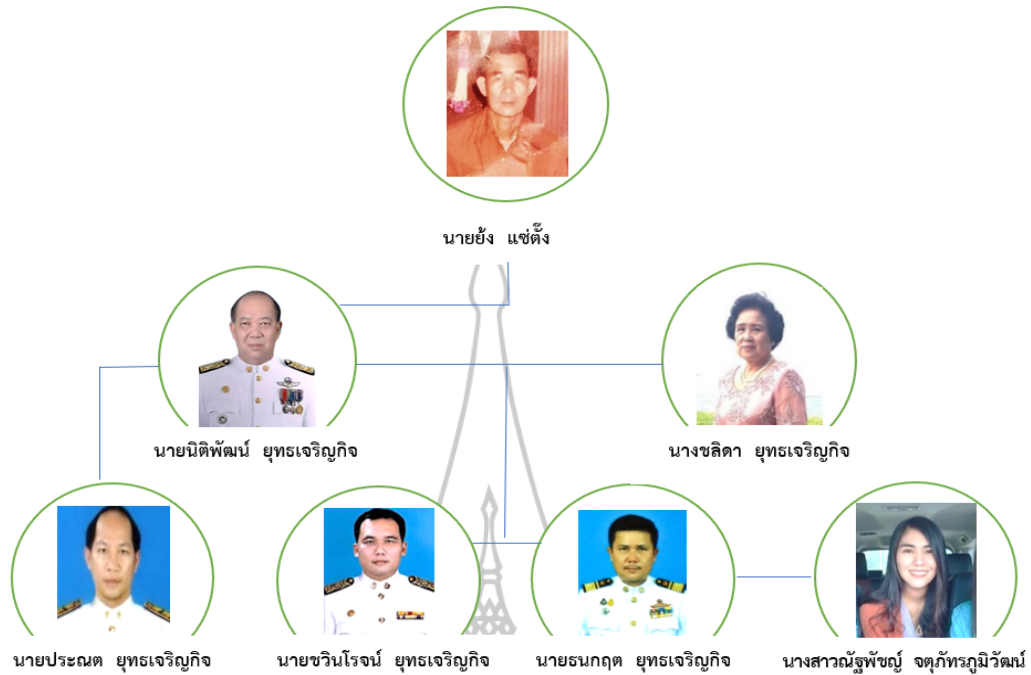 นายย้ง แซ่ตั๊ง
นายนิติพัฒน์ ยุทธเจริญกิจ
นางชลิดา ยุทธเจริญกิจ
นายประณต ยุทธเจริญกิจ
นายชวินโรจน์ ยุทธเจริญกิจ
นายธนกฤต ยุทธเจริญกิจ
นางสาวณัฐพัชญ์ จตุภัทรภูมิวัฒน์